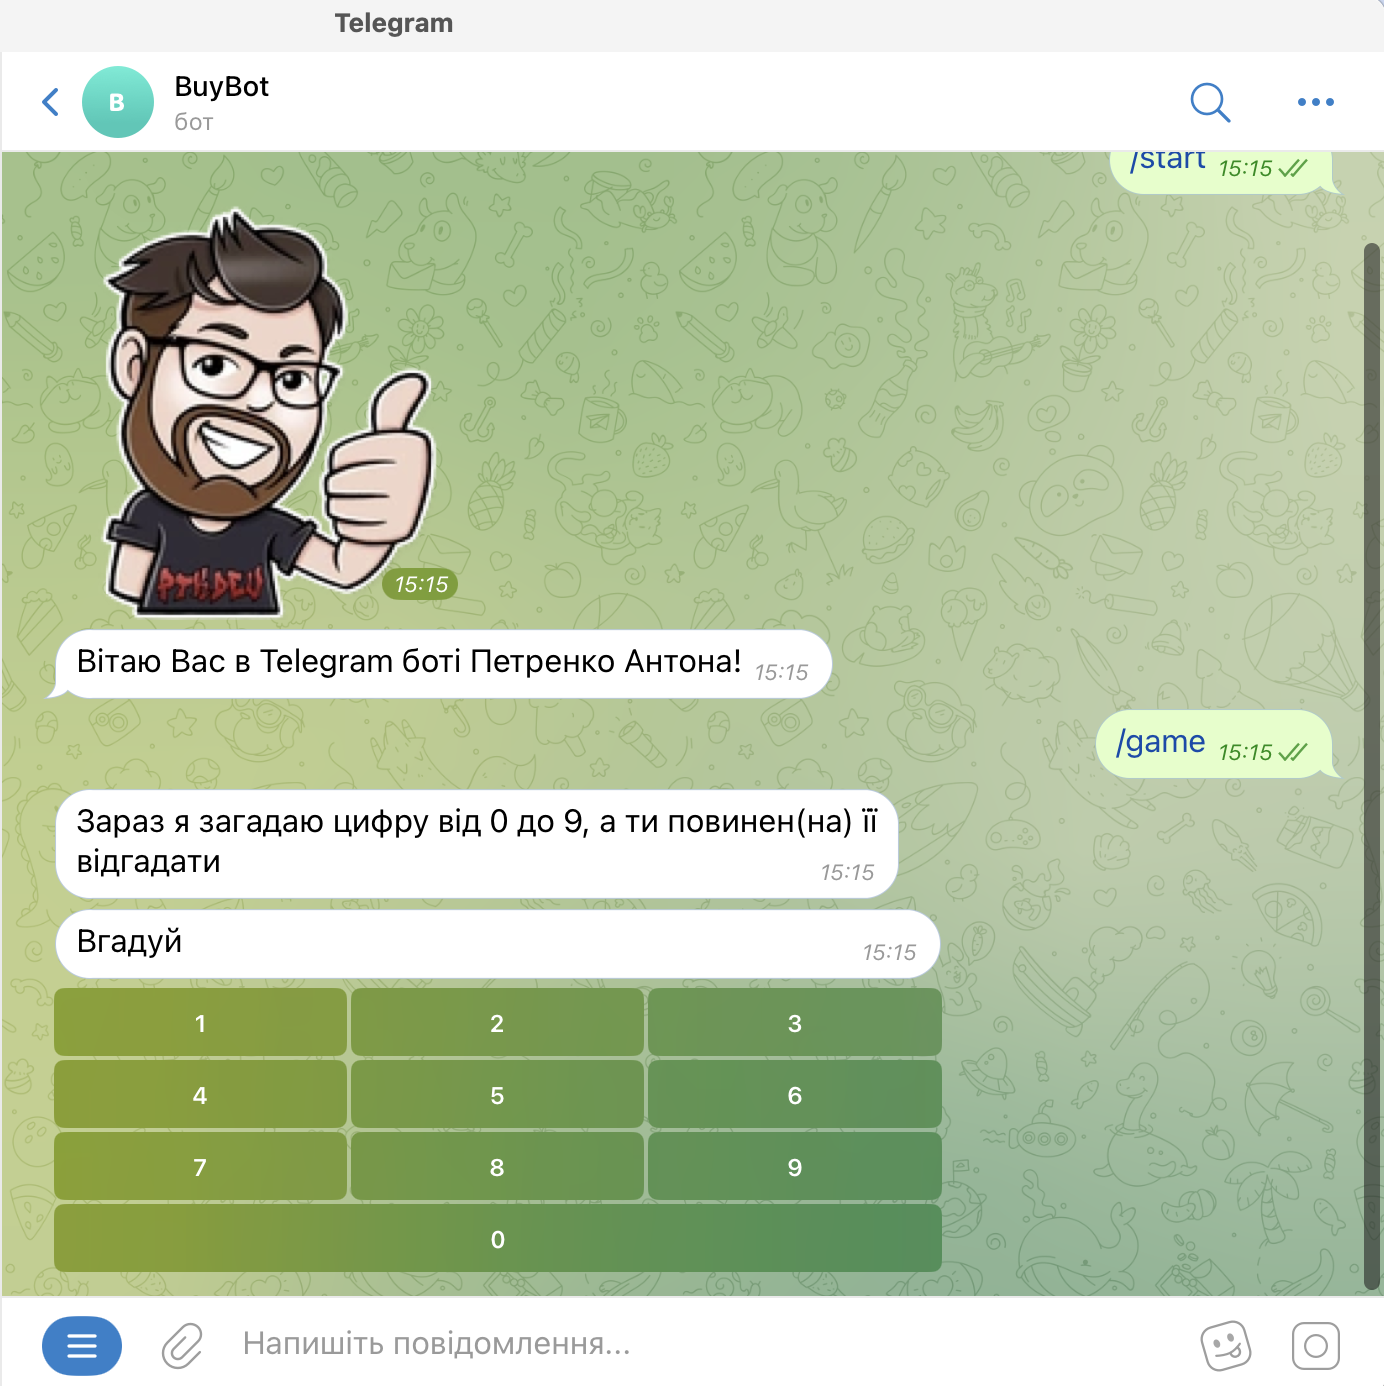 Telegram
B
BuyBot
бот
/start 15:15
PTHDEV
15:15
Вітаю Вас в Telegram боті Петренко Антона! 15:15
/game 15:15
Зараз я загадаю цифру від 0 до 9, а ти повинен(на) її
відгадати 15:15
Вгадуй 15:15
1 2 3
4 5 6
7 8 9
0
Напишіть повідомлення...